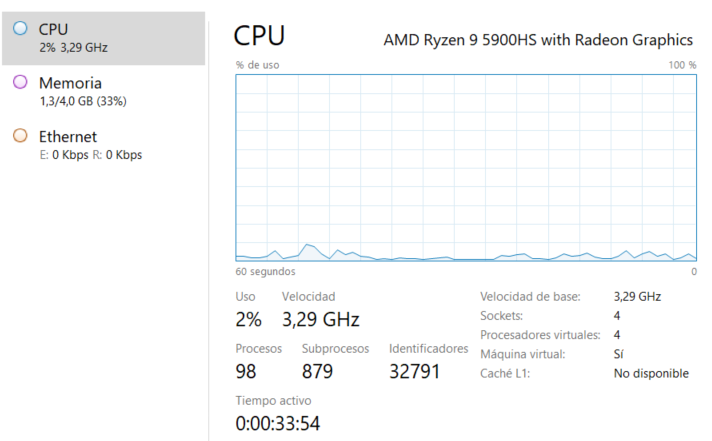 CPU
2% 3,29 GHz
Memoria
1,3/4,0 GB (33%)
Ethernet
E: 0 Kbps R: 0 Kbps
CPU
AMD Ryzen 9 5900HS with Radeon Graphics
% de uso
100 %
60 segundos
0
Uso
Velocidad
2%
3,29 GHz
Procesos
Subprocesos
Identificadores
98
879
32791
Tiempo activo
0:00:33:54
Velocidad de base: 3,29 GHz
Sockets: 4
Procesadores virtuales: 4
Máquina virtual: Sí
Caché L1: No disponible